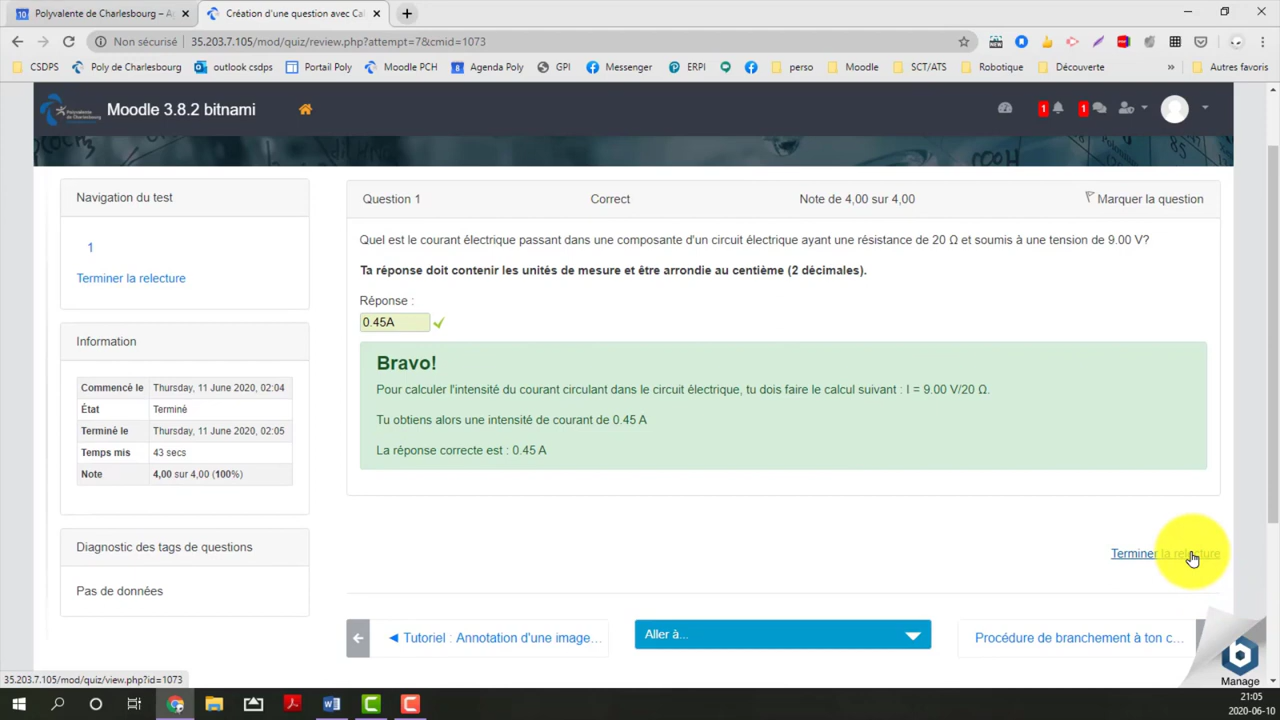 Polyvalente de Charlesbourg – A
Création d'une question avec Cal
Non sécurisé
35.203.7.105/mod/quiz/review.php?attempt=7&cmid=1073
CSDPS
Poly de Charlesbourg
outlook csdps
Portail Poly
Moodle PCH
Agenda Poly
GPI
Messenger
ERPI
perso
Moodle
SCT/ATS
Robotique
Découverte
»
Autres favoris
Moodle 3.8.2 bitnami
1
1
Navigation du test
1
Terminer la relecture
Information
Commencé le Thursday, 11 June 2020, 02:04
État Terminé
Terminé le Thursday, 11 June 2020, 02:05
Temps mis 43 secs
Note 4,00 sur 4,00 (100%)
Diagnostic des tags de questions
Pas de données
Question 1 Correct Note de 4,00 sur 4,00 Marquer la question
Quel est le courant électrique passant dans une composante d'un circuit électrique ayant une résistance de 20 Ω et soumis à une tension de 9.00 V?
Ta réponse doit contenir les unités de mesure et être arrondie au centième (2 décimales).
Réponse :
0.45A
Bravo!
Pour calculer l'intensité du courant circulant dans le circuit électrique, tu dois faire le calcul suivant : I = 9.00 V/20 Ω.
Tu obtiens alors une intensité de courant de 0.45 A
La réponse correcte est : 0.45 A
Terminer la relecture
◄ Tutoriel : Annotation d'une image...
Aller à...
Procédure de branchement à ton c...
Manage
35.203.7.105/mod/quiz/view.php?id=1073
21:05
2020-06-10